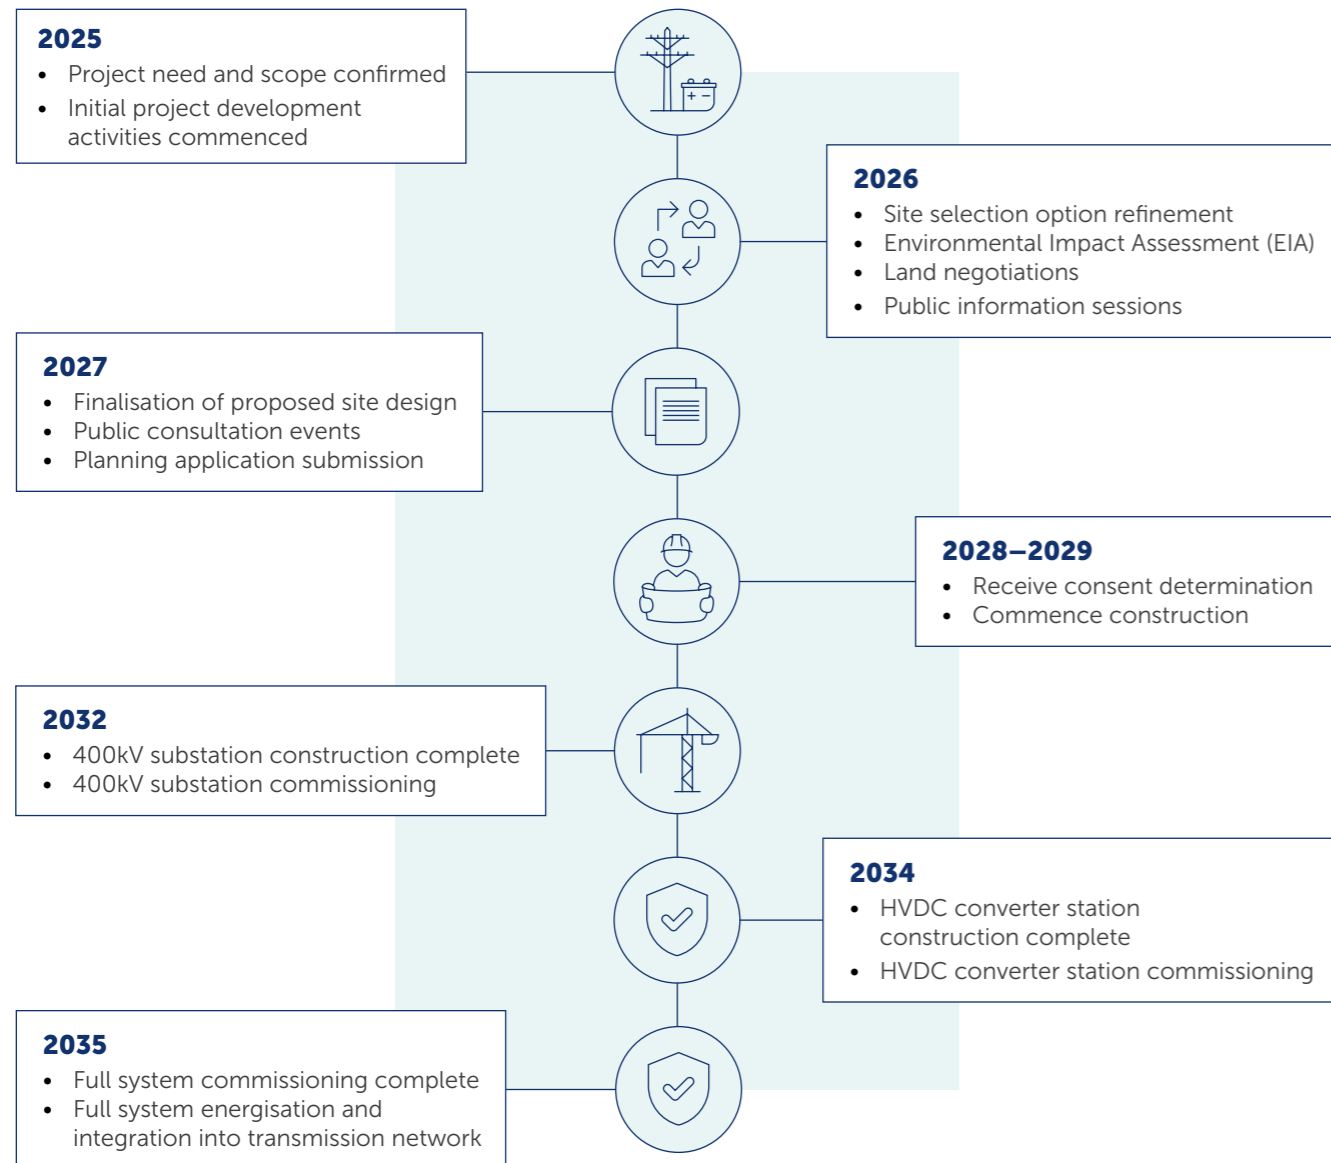 2025
• Project need and scope confirmed
• Initial project development
activities commenced
2026
• Site selection option refinement
• Environmental Impact Assessment (EIA)
• Land negotiations
• Public information sessions
2027
• Finalisation of proposed site design
• Public consultation events
• Planning application submission
2028–2029
• Receive consent determination
• Commence construction
2032
• 400kV substation construction complete
• 400kV substation commissioning
2034
• HVDC converter station
construction complete
• HVDC converter station commissioning
2035
• Full system commissioning complete
• Full system energisation and
integration into transmission network